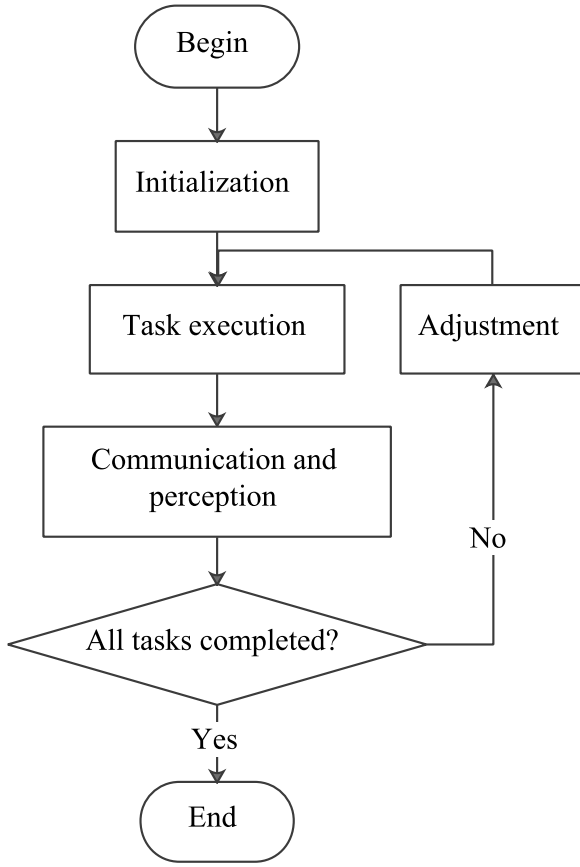 Begin
Initialization
Task execution
Adjustment
Communication and
perception
No
All tasks completed?
Yes
End